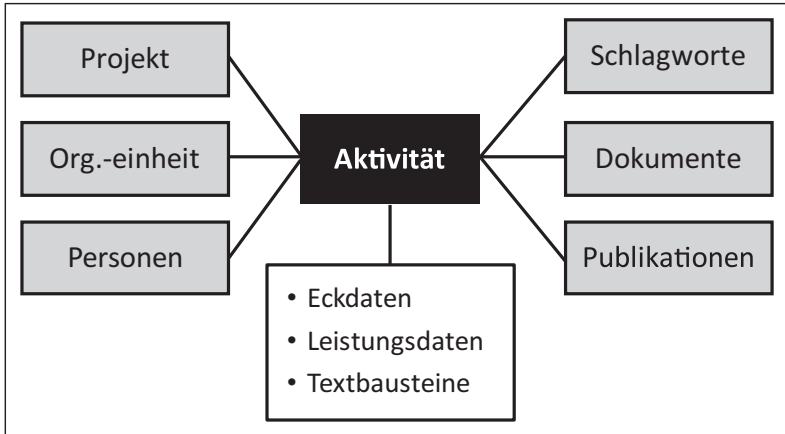 Projekt
Org.-einheit
Personen
Aktivität
Schlagworte
Dokumente
Publikationen
• Eckdaten
• Leistungsdaten
• Textbausteine